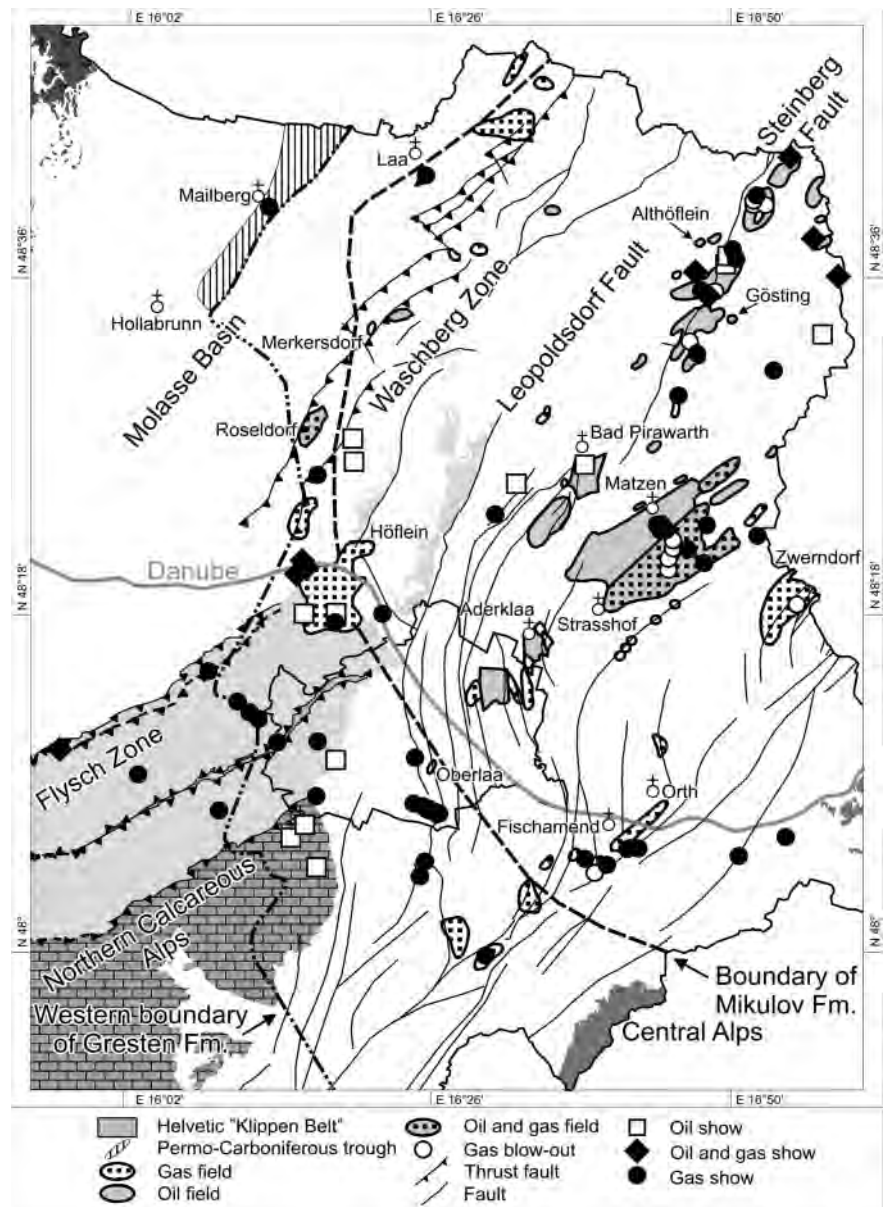 E 16°02
E 16°26
E 16°50
Steinberg
Fault
Laa
Mailberg
Althöflein
N 48°36
N 48°36
Gösting
Hollabrunn
Merkersdorf
Molasse Basin
Waschberg Zone
Leopoldsdorf Fault
Roseldorf
Bad Pirawarth
Matzen
Höflein
Danube
Zwerndorf
N 48°18
N 48°18
Aderklaa
Strasshof
Flysch Zone
Oberlaa
Orth
Fischamend
Northern Calcareous
Alps
N 48°
N 48°
Boundary of
Mikulov Fm.
Western boundary
of Gresten Fm.
Central Alps
E 16°02
E 16°26
E 16°50
Helvetic "Klippen Belt"
Oil and gas field
Oil show
Permo-Carboniferous trough
Gas blow-out
Oil and gas show
Gas field
Thrust fault
Gas show
Oil field
Fault